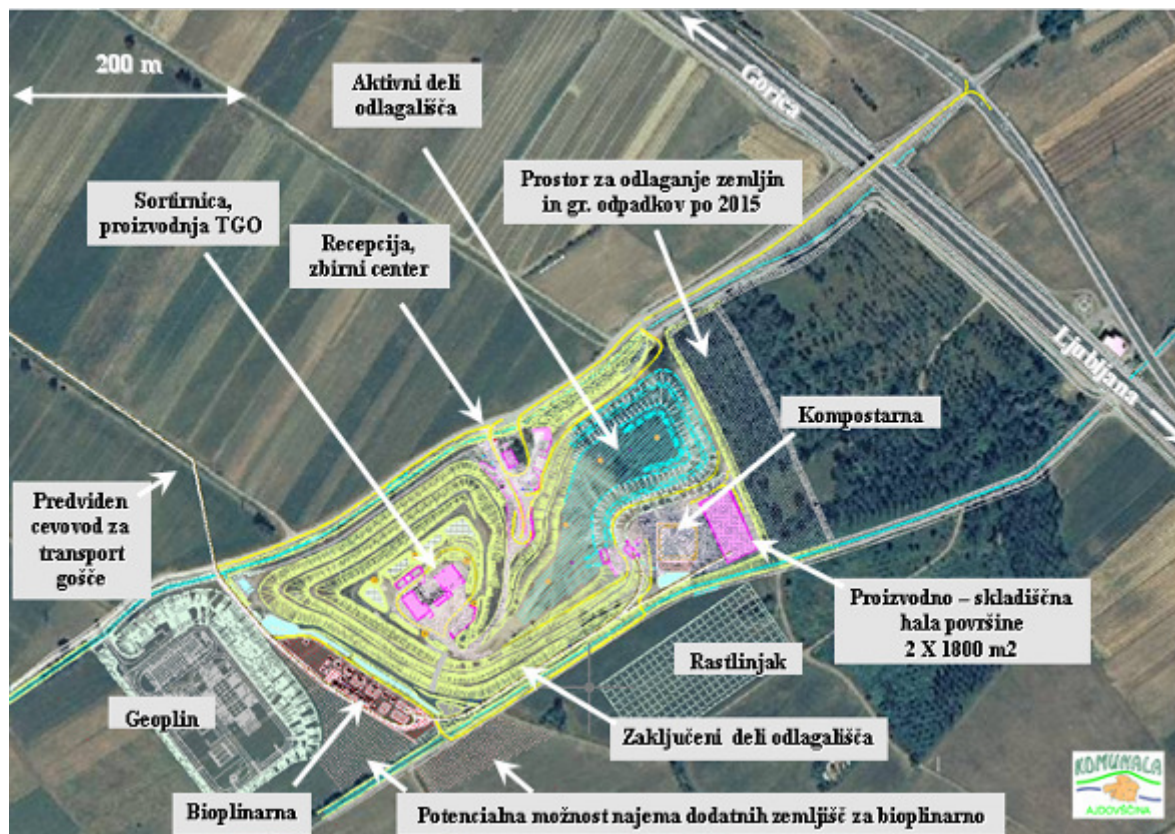 200 m
Aktivni deli
odlagališča
Gorica
Sortirnica,
proizvodnja TGO
Prostor za odlaganje zemljin
in gr. odpadkov po 2015
Recepcija,
zbirni center
Ljubljana
Kompostarna
Predviden
cevovod za
transport
gošče
Proizvodno – skladiščna
hala površine
2 X 1800 m2
Rastlinjak
Geoplin
Zaključeni deli odlagališča
Bioplinarna
Potencialna možnost najema dodatnih zemljišč za bioplinarno
KOMUNALA
AJDOVŠČINA